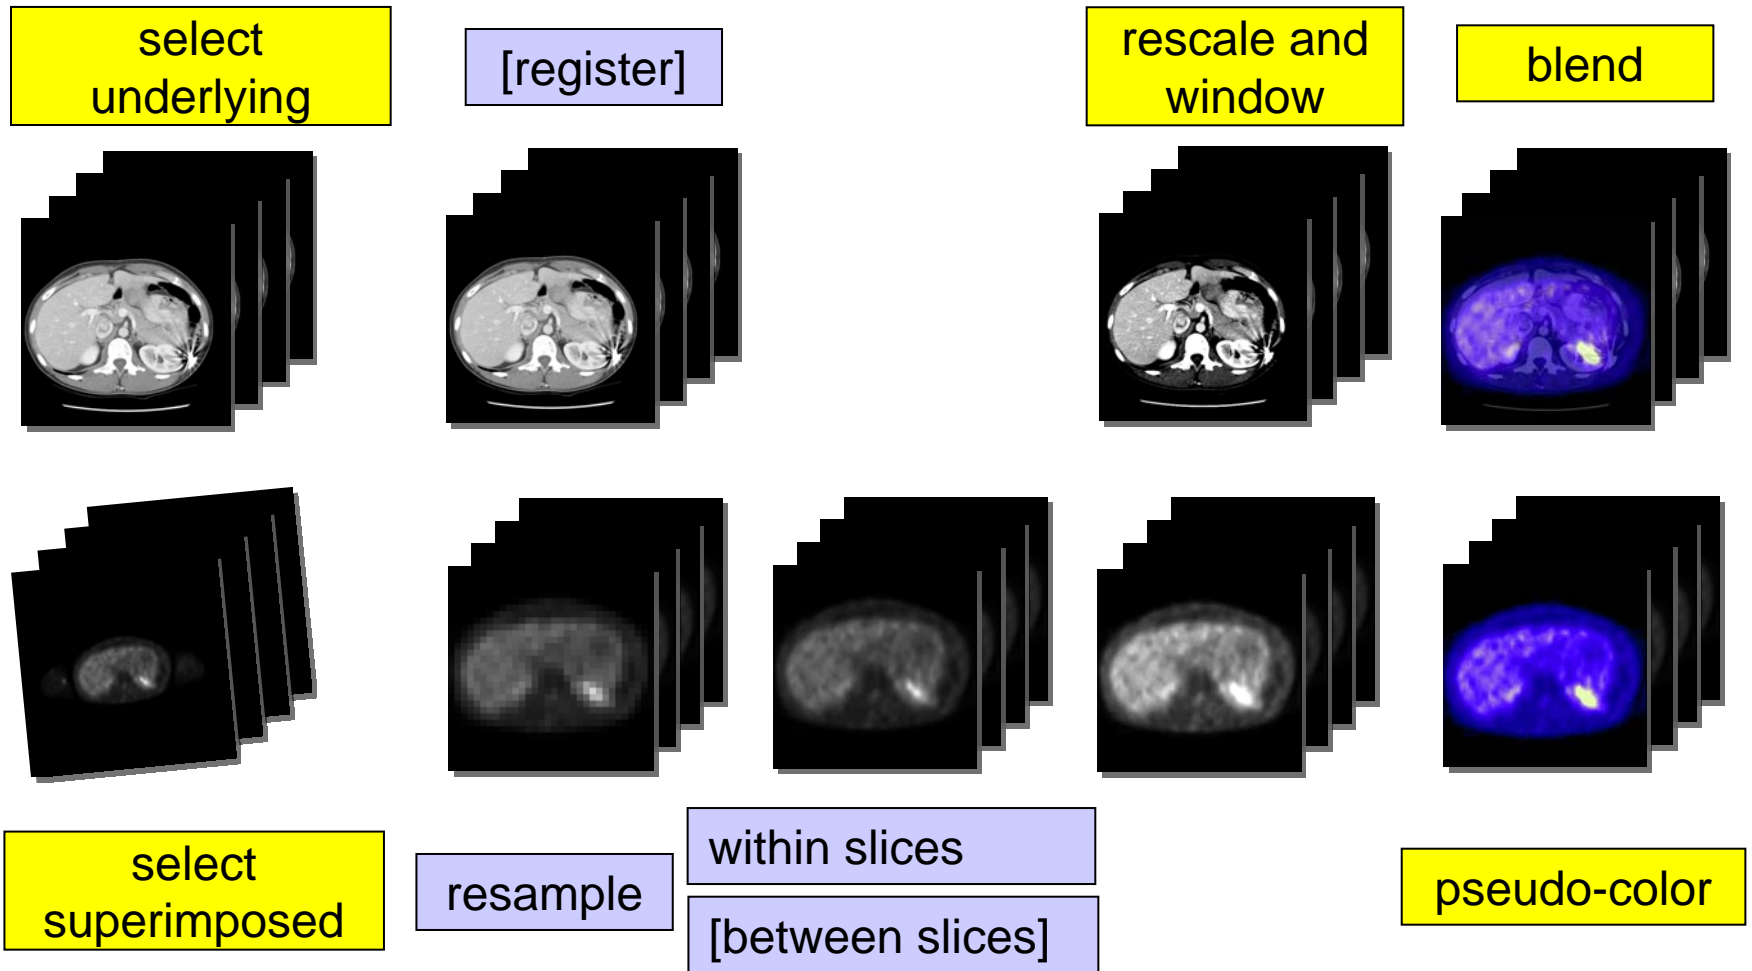 select
underlying
[register]
rescale and
window
blend
select
superimposed
resample
within slices
[between slices]
pseudo-color